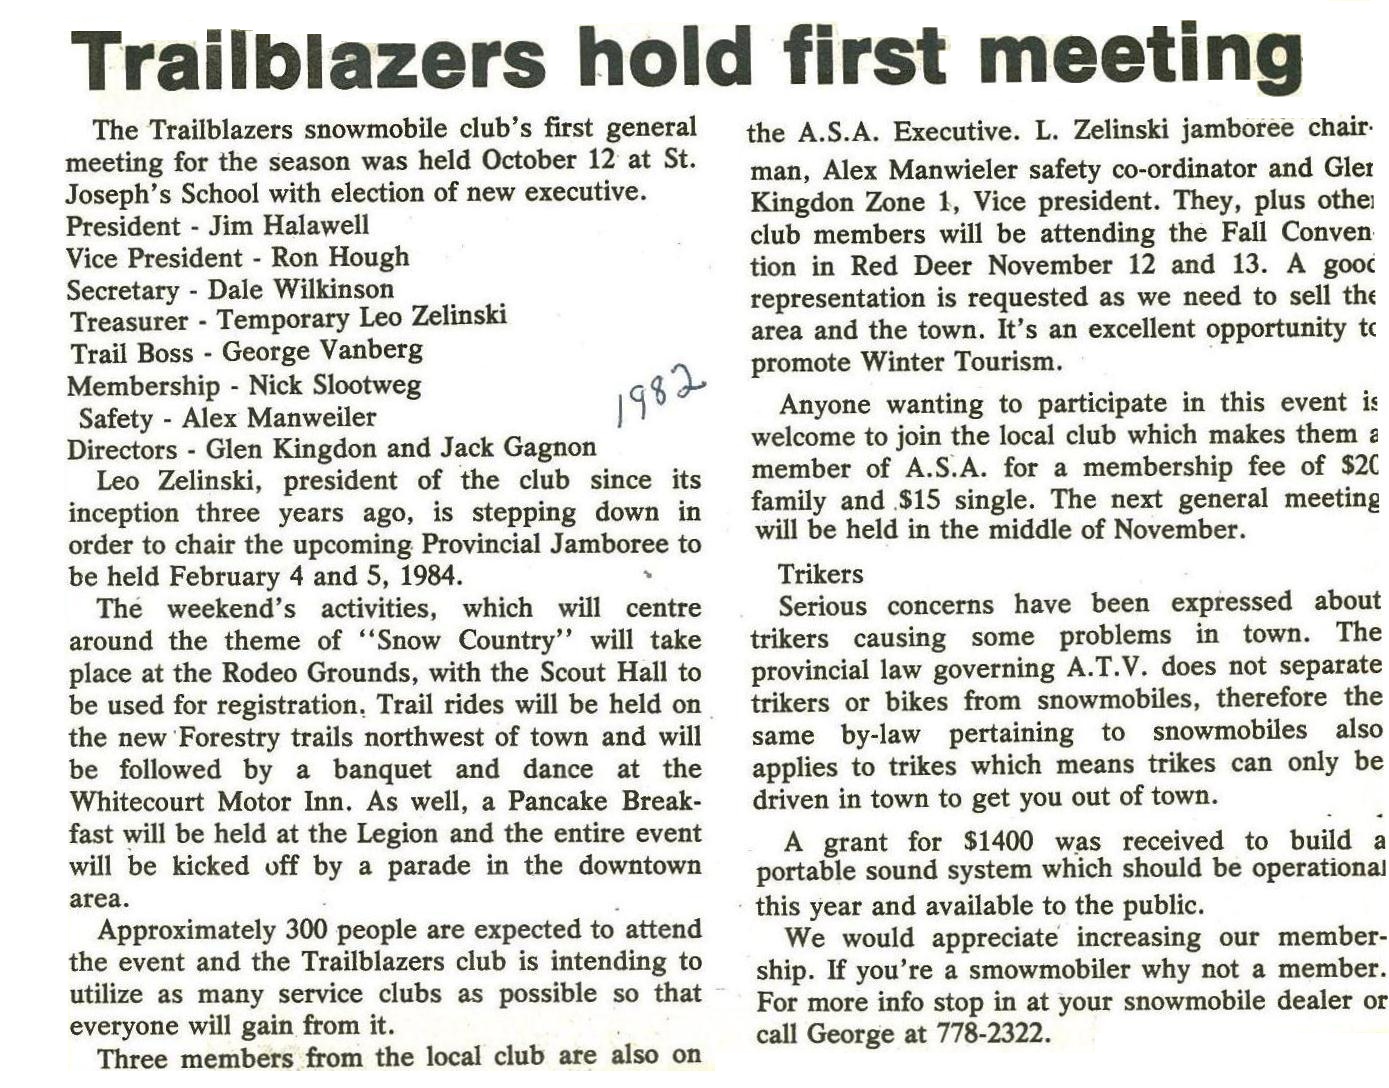 Trailblazers hold first meeting
The Trailblazers snowmobile club's first general
meeting for the season was held October 12 at St.
Joseph's School with election of new executive.
President - Jim Halawell
Vice President - Ron Hough
Secretary - Dale Wilkinson
Treasurer - Temporary Leo Zelinski
Trail Boss - George Vanberg
Membership - Nick Slootweg
Safety - Alex Manweiler
Directors - Glen Kingdon and Jack Gagnon
1982
Leo Zelinski, president of the club since its
inception three years ago, is stepping down in
order to chair the upcoming Provincial Jamboree to
be held February 4 and 5, 1984.
The weekend's activities, which will centre
around the theme of "Snow Country" will take
place at the Rodeo Grounds, with the Scout Hall to
be used for registration. Trail rides will be held on
the new Forestry trails northwest of town and will
be followed by a banquet and dance at the
Whitecourt Motor Inn. As well, a Pancake Break-
fast will be held at the Legion and the entire event
will be kicked off by a parade in the downtown
area.
Approximately 300 people are expected to attend
the event and the Trailblazers club is intending to
utilize as many service clubs as possible so that
everyone will gain from it.
Three members from the local club are also on
the A.S.A. Executive. L. Zelinski jamboree chair-
man, Alex Manwieler safety co-ordinator and Glen
Kingdon Zone 1, Vice president. They, plus other
club members will be attending the Fall Conven-
tion in Red Deer November 12 and 13. A good
representation is requested as we need to sell the
area and the town. It's an excellent opportunity to
promote Winter Tourism.
Anyone wanting to participate in this event is
welcome to join the local club which makes them a
member of A.S.A. for a membership fee of $20
family and $15 single. The next general meeting
will be held in the middle of November.
Trikers
Serious concerns have been expressed about
trikers causing some problems in town. The
provincial law governing A.T.V. does not separate
trikers or bikes from snowmobiles, therefore the
same by-law pertaining to snowmobiles also
applies to trikes which means trikes can only be
driven in town to get you out of town.
A grant for $1400 was received to build a
portable sound system which should be operational
this year and available to the public.
We would appreciate increasing our member-
ship. If you're a smowmobiler why not a member.
For more info stop in at your snowmobile dealer or
call George at 778-2322.